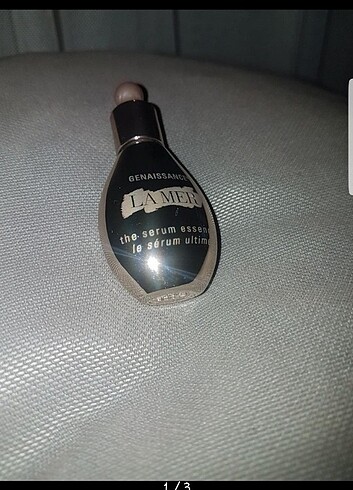 GENAISSANCE
LA MER
the serum essen
le sérum ultim
1 / 3